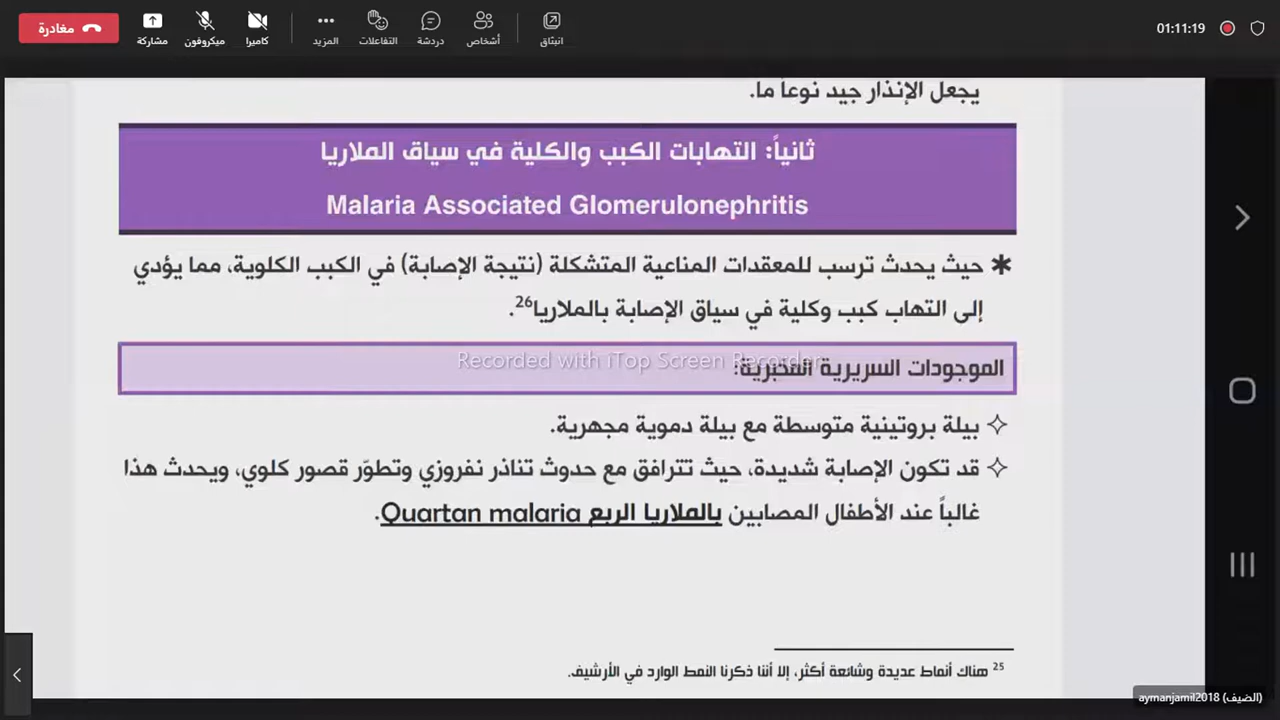 مغادرة
مشاركة
ميكروفون
كاميرا
المزيد
التفاعلات
دردشة
أشخاص
انبثاق
01:11:19
يجعل الإنذار جيد نوعاً ما.
ثانياً: التهابات الكبب والكلية في سياق الملاريا
Malaria Associated Glomerulonephritis
حيث يحدث ترسب للمعقدات المناعية المتشكلة (نتيجة الإصابة) في الكبب الكلوية، مما يؤدي
إلى التهاب كبب وكلية في سياق الإصابة بالملاريا26.
Recorded with iTop Screen Recorder
الموجودات السريرية المخبرية:
بيلة بروتينية متوسطة مع بيلة دموية مجهرية.
قد تكون الإصابة شديدة، حيث تترافق مع حدوث تناذر نفروزي وتطوّر قصور كلوي، ويحدث هذا
غالباً عند الأطفال المصابين بالملاريا الربع Quartan malaria.
25 هناك أنماط عديدة وشائعة أكثر، إلا أننا ذكرنا النمط الوارد في الأرشيف.
aymanjamil2018 (الضيف)